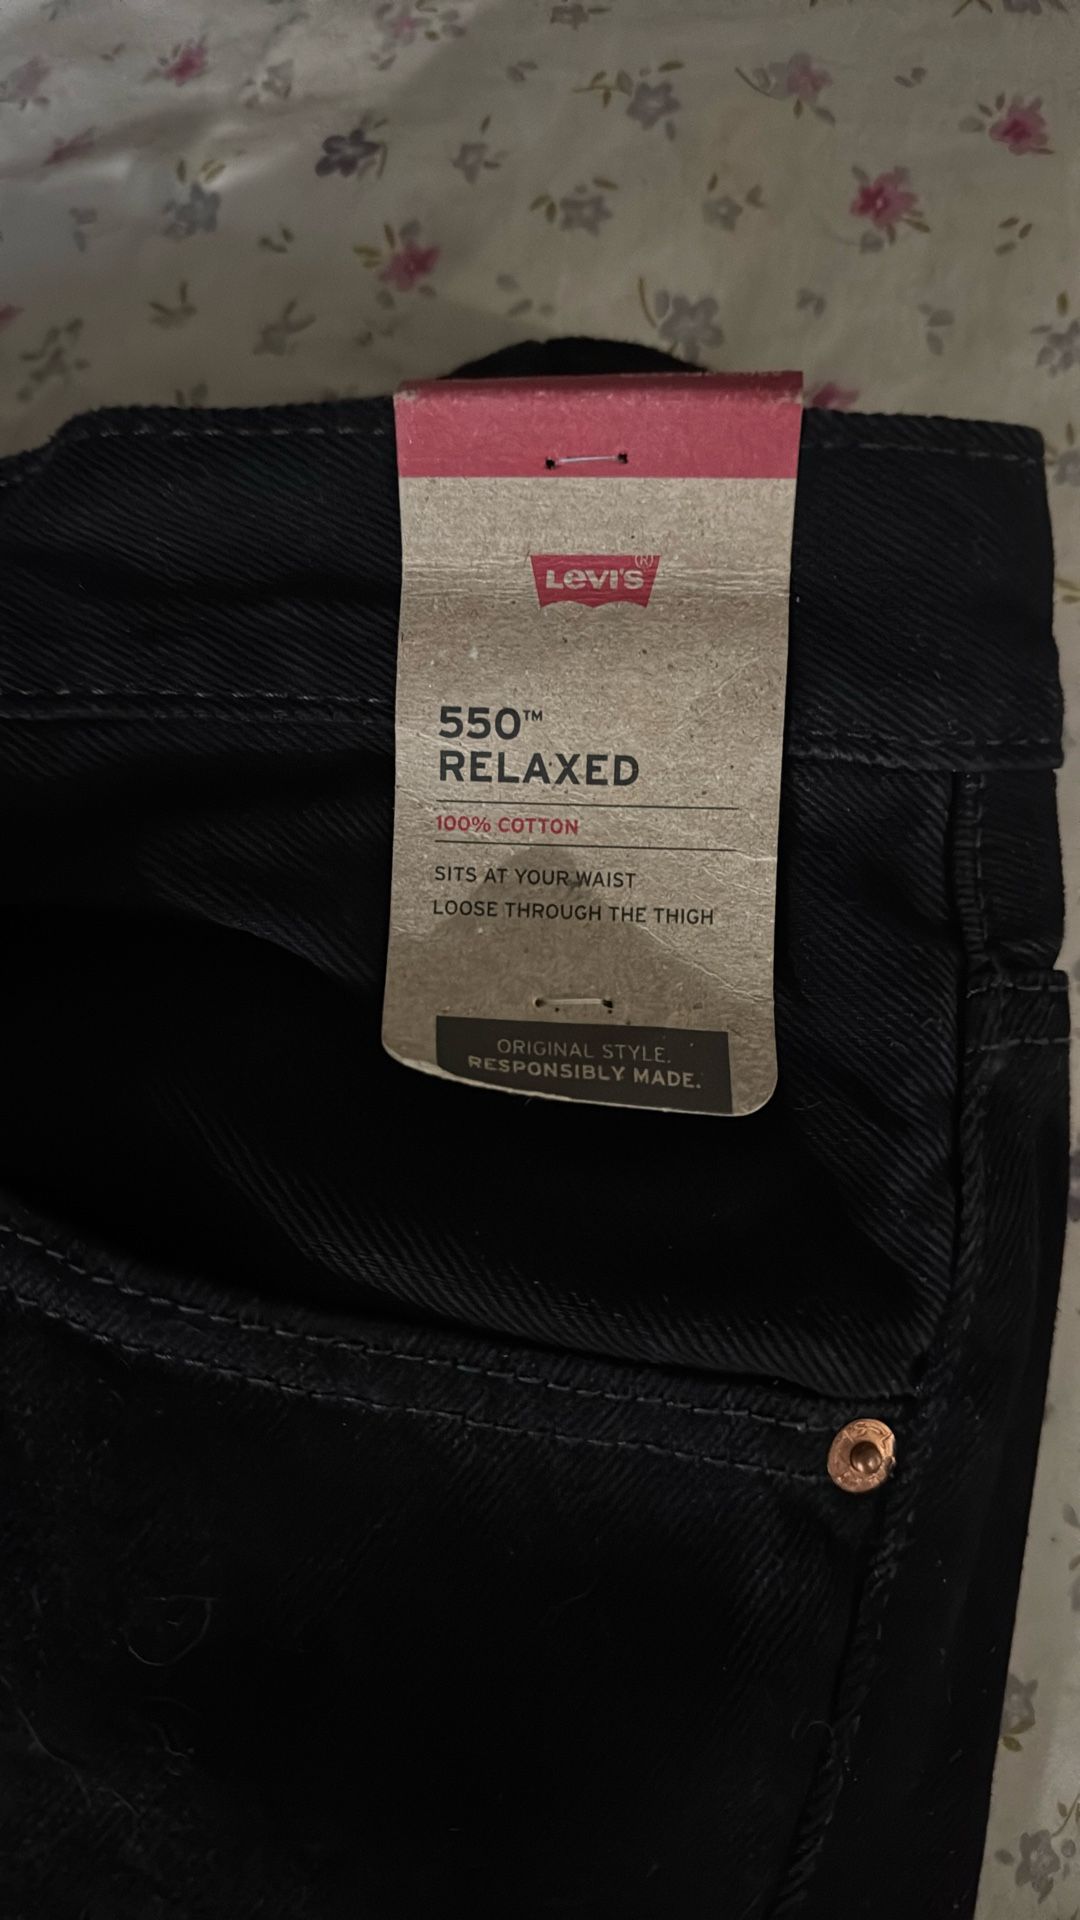 Levi's (R)
550™
RELAXED
100% COTTON
SITS AT YOUR WAIST
LOOSE THROUGH THE THIGH
ORIGINAL STYLE.
RESPONSIBLY MADE.